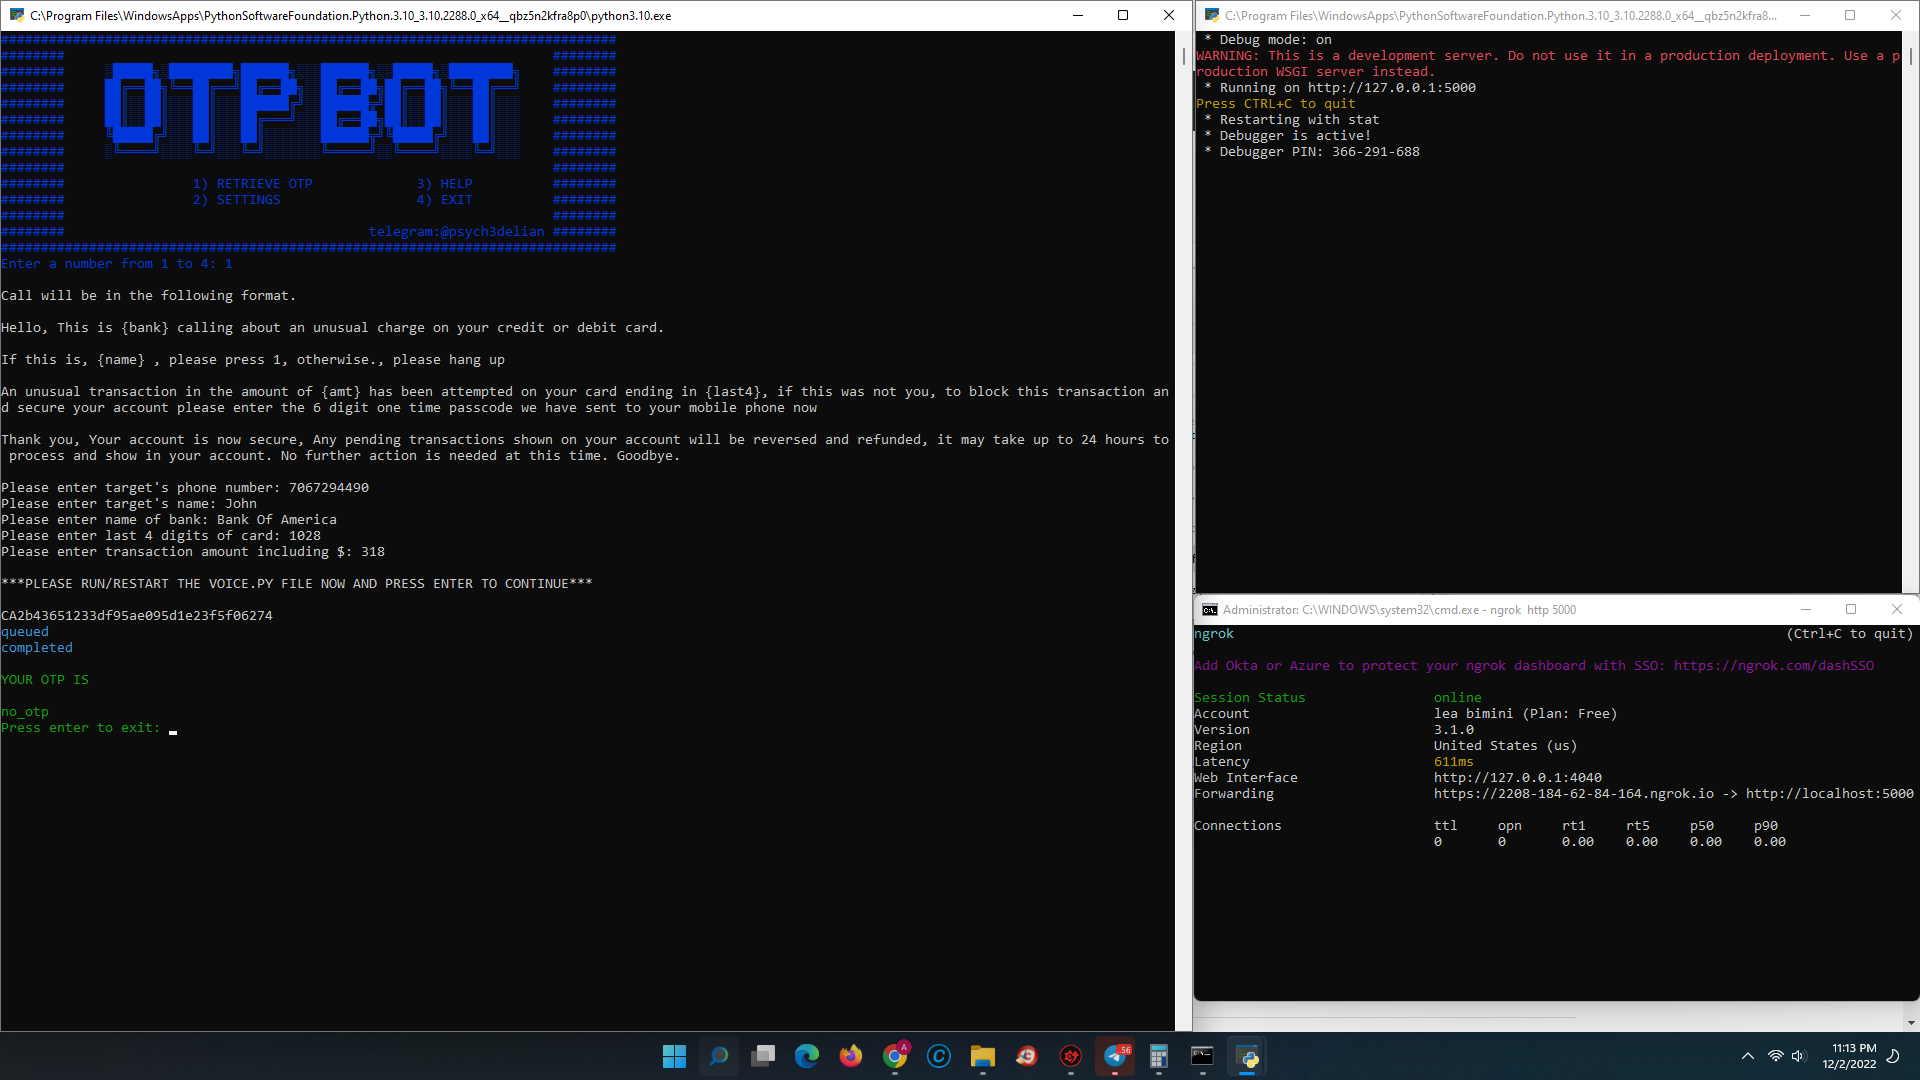 C:\Program Files\WindowsApps\PythonSoftwareFoundation.Python.3.10_3.10.2288.0_x64__qbz5n2kfra8p0\python3.10.exe
OTP BOT
1) RETRIEVE OTP 3) HELP
2) SETTINGS 4) EXIT
telegram:@psych3delian
Enter a number from 1 to 4: 1
Call will be in the following format.
Hello, This is {bank} calling about an unusual charge on your credit or debit card.
If this is, {name} , please press 1, otherwise., please hang up
An unusual transaction in the amount of {amt} has been attempted on your card ending in {last4}, if this was not you, to block this transaction an
d secure your account please enter the 6 digit one time passcode we have sent to your mobile phone now
Thank you, Your account is now secure, Any pending transactions shown on your account will be reversed and refunded, it may take up to 24 hours to
process and show in your account. No further action is needed at this time. Goodbye.
Please enter target's phone number: 7067294490
Please enter target's name: John
Please enter name of bank: Bank Of America
Please enter last 4 digits of card: 1028
Please enter transaction amount including $: 318
***PLEASE RUN/RESTART THE VOICE.PY FILE NOW AND PRESS ENTER TO CONTINUE***
CA2b43651233df95ae095d1e23f5f06274
queued
completed
YOUR OTP IS
no_otp
Press enter to exit:
C:\Program Files\WindowsApps\PythonSoftwareFoundation.Python.3.10_3.10.2288.0_x64__qbz5n2kfra8...
* Debug mode: on
WARNING: This is a development server. Do not use it in a production deployment. Use a p
roduction WSGI server instead.
* Running on http://127.0.0.1:5000
Press CTRL+C to quit
* Restarting with stat
* Debugger is active!
* Debugger PIN: 366-291-688
Administrator: C:\WINDOWS\system32\cmd.exe - ngrok http 5000
ngrok (Ctrl+C to quit)
Add Okta or Azure to protect your ngrok dashboard with SSO: https://ngrok.com/dashSSO
Session Status online
Account lea bimini (Plan: Free)
Version 3.1.0
Region United States (us)
Latency 611ms
Web Interface http://127.0.0.1:4040
Forwarding https://2208-184-62-84-164.ngrok.io -> http://localhost:5000
Connections ttl opn rt1 rt5 p50 p90
0 0 0.00 0.00 0.00 0.00
A
56
11:13 PM
12/2/2022